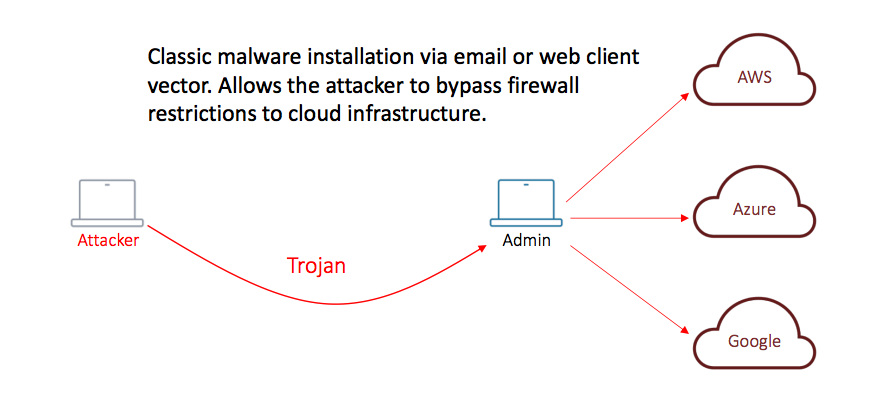 Classic malware installation via email or web client
vector. Allows the attacker to bypass firewall
restrictions to cloud infrastructure.
AWS
Azure
Attacker
Admin
Trojan
Google